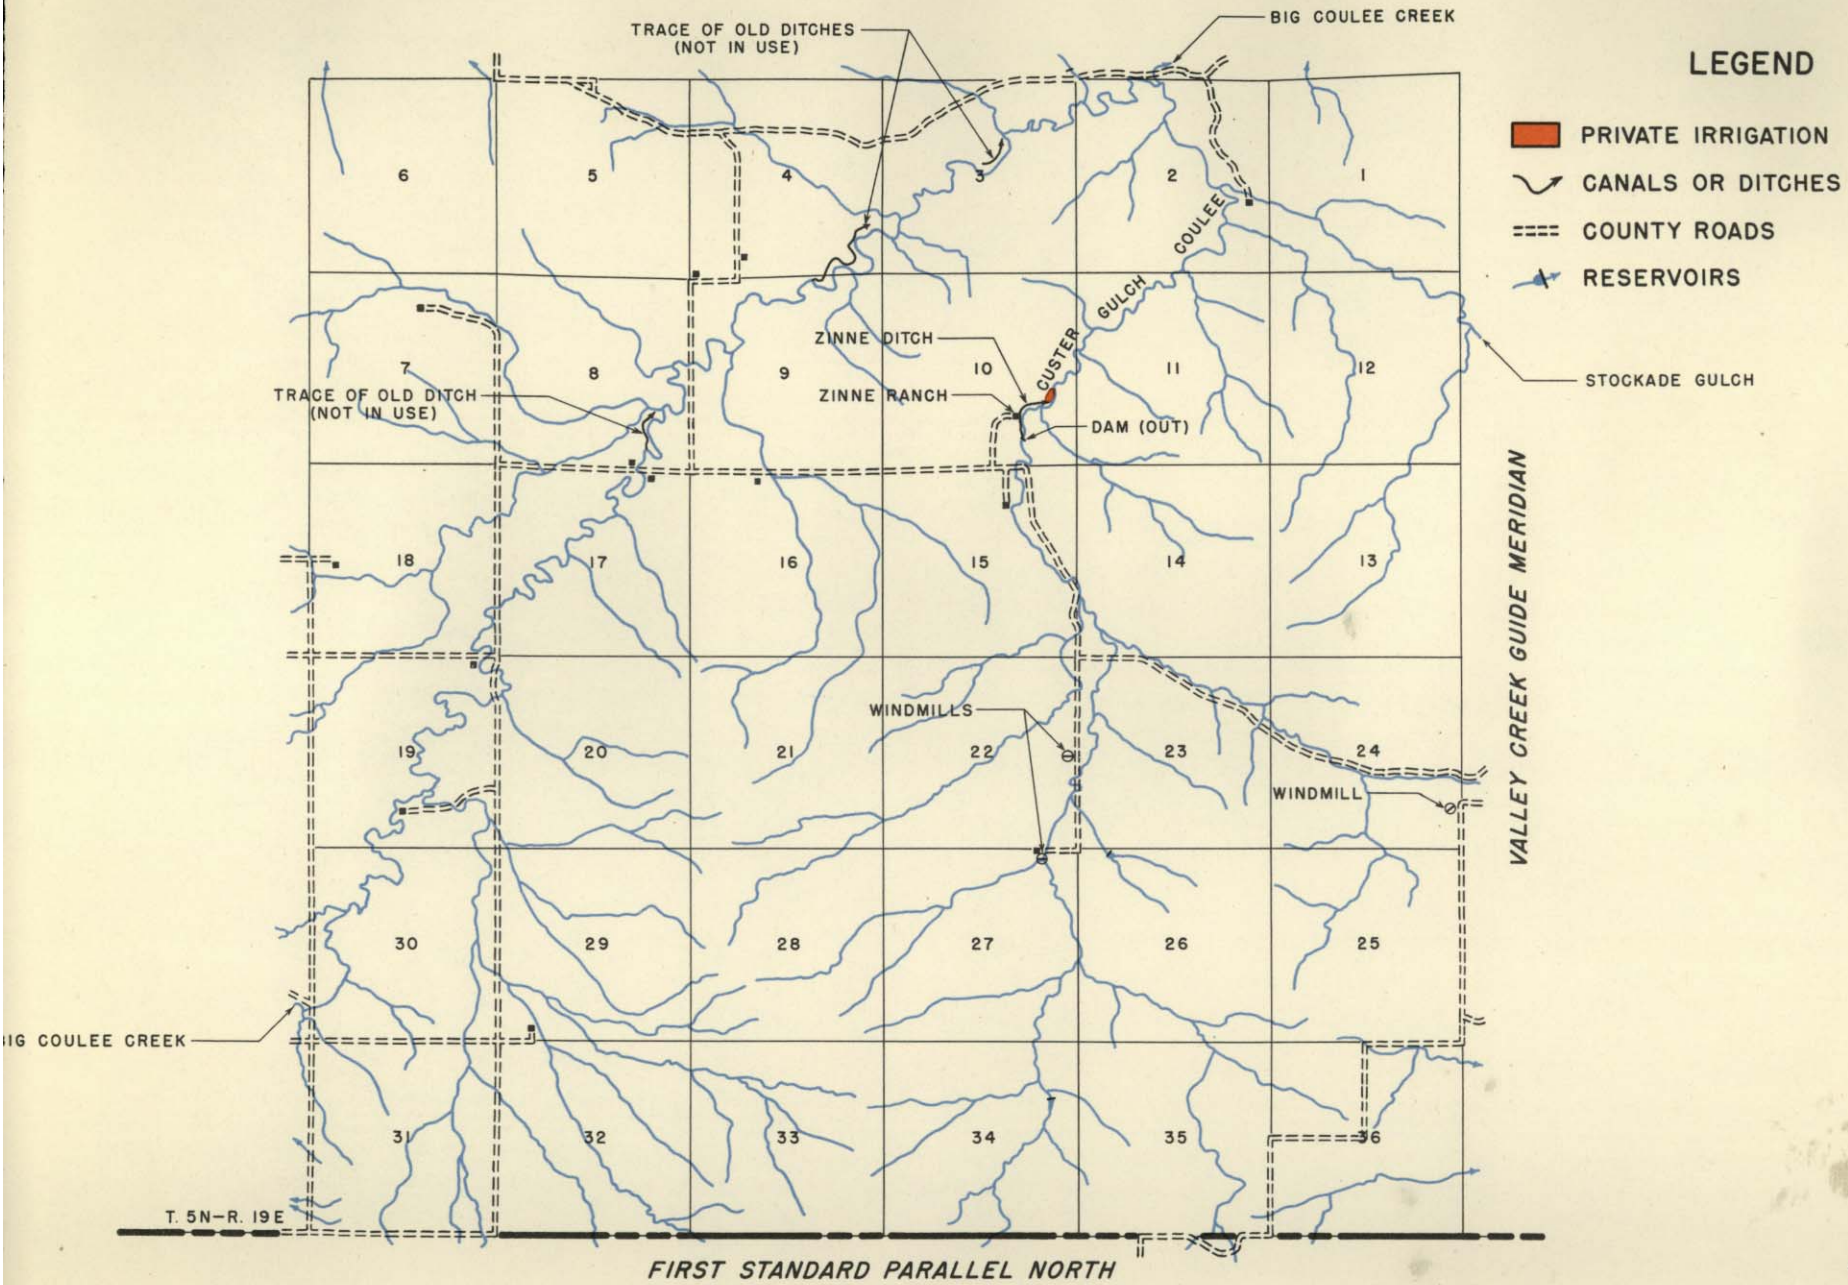 BIG COULEE CREEK
TRACE OF OLD DITCHES
(NOT IN USE)
LEGEND
PRIVATE IRRIGATION
CANALS OR DITCHES
COUNTY ROADS
RESERVOIRS
6
5
4
3
2
1
COULEE
GULCH
CUSTER
ZINNE DITCH
7
8
9
10
11
12
STOCKADE GULCH
TRACE OF OLD DITCH
(NOT IN USE)
ZINNE RANCH
DAM (OUT)
VALLEY CREEK GUIDE MERIDIAN
18
17
16
15
14
13
WINDMILLS
19
20
21
22
23
24
WINDMILL
30
29
28
27
26
25
IG COULEE CREEK
31
32
33
34
35
36
T. 5N-R. 19E
FIRST STANDARD PARALLEL NORTH